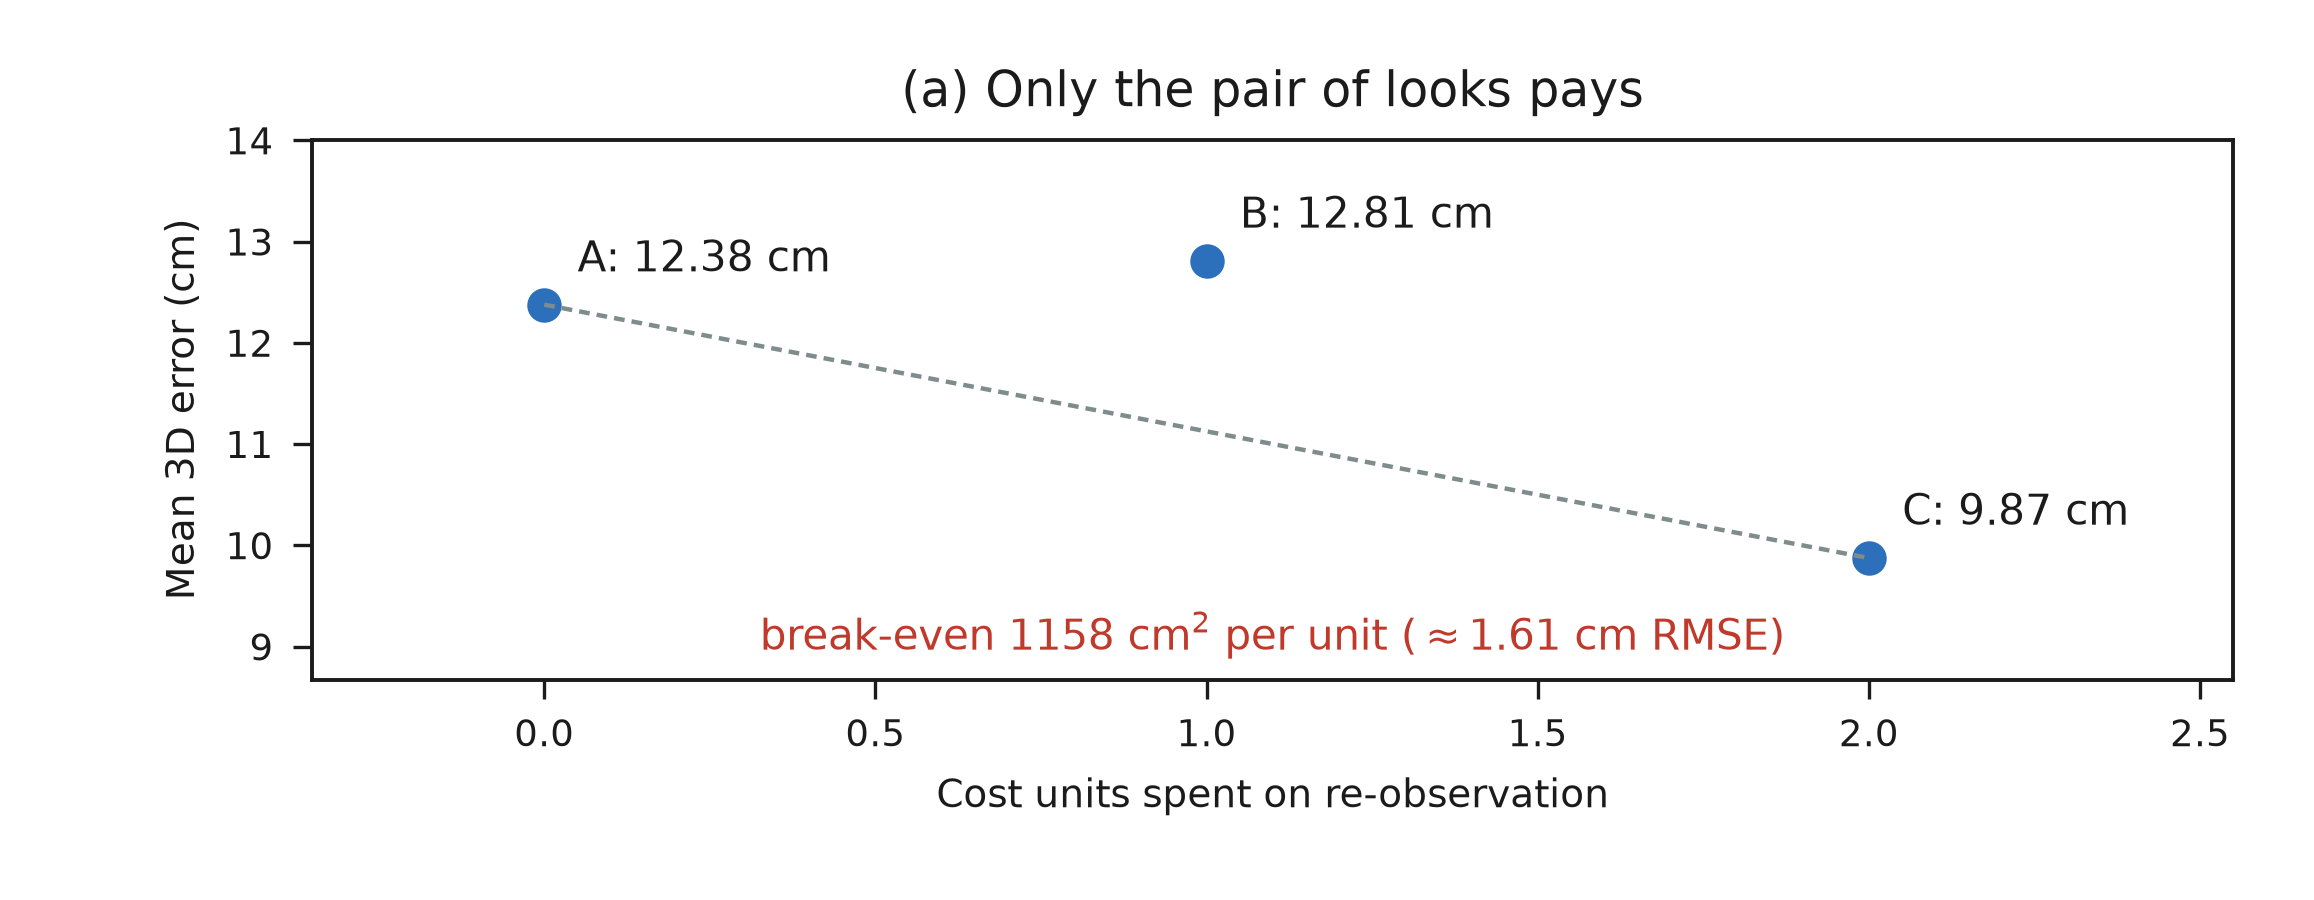 (a) Only the pair of looks pays
14
13
12
11
10
9
Mean 3D error (cm)
A: 12.38 cm
B: 12.81 cm
C: 9.87 cm
break-even 1158 cm² per unit (≈1.61 cm RMSE)
0.0 0.5 1.0 1.5 2.0 2.5
Cost units spent on re-observation